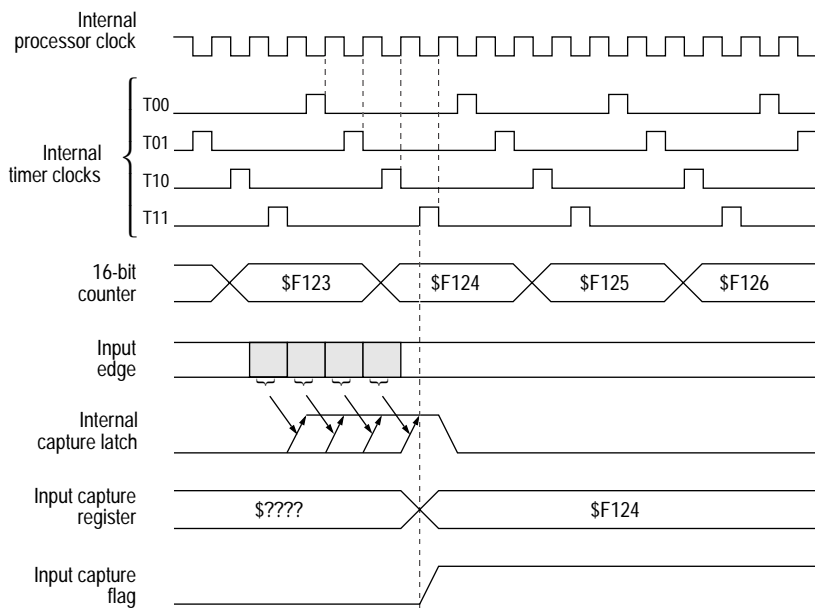 Internal
processor clock
T00
T01
Internal
timer clocks
T10
T11
16-bit
counter
$F123
$F124
$F125
$F126
Input
edge
Internal
capture latch
Input capture
register
$????
$F124
Input capture
flag